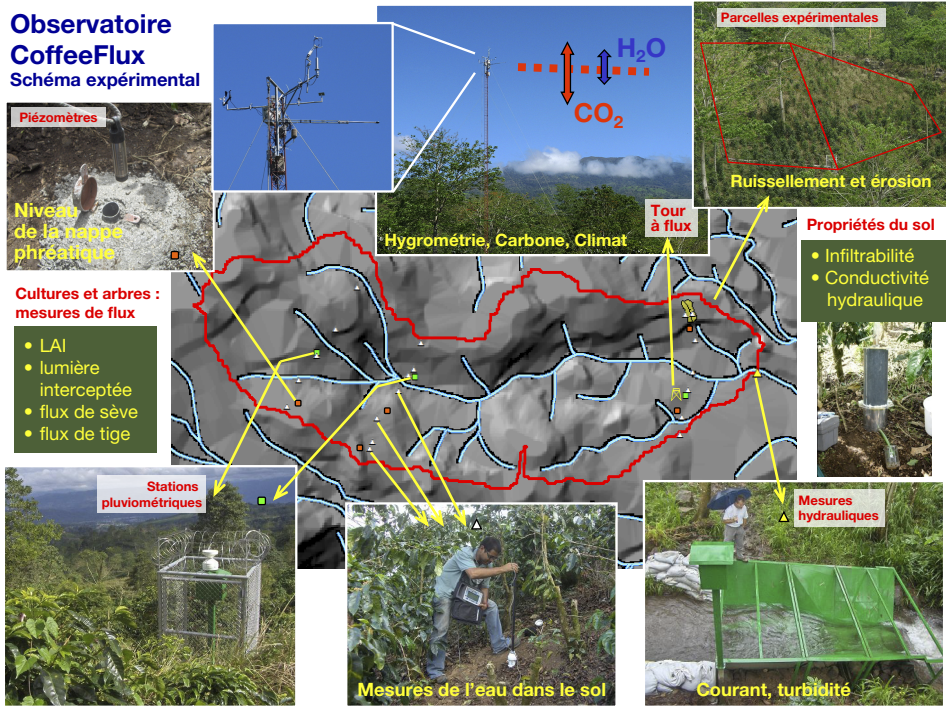 Observatoire
CoffeeFlux
Schéma expérimental
Piézomètres
Niveau
de la nappe
phréatique
H2O
CO2
Hygrométrie, Carbone, Climat
Tour
à flux
Parcelles expérimentales
Ruissellement et érosion
Propriétés du sol
• Infiltrabilité
• Conductivité
hydraulique
Cultures et arbres :
mesures de flux
• LAI
• lumière
interceptée
• flux de sève
• flux de tige
Stations
pluviométriques
Mesures de l'eau dans le sol
Mesures
hydrauliques
Courant, turbidité